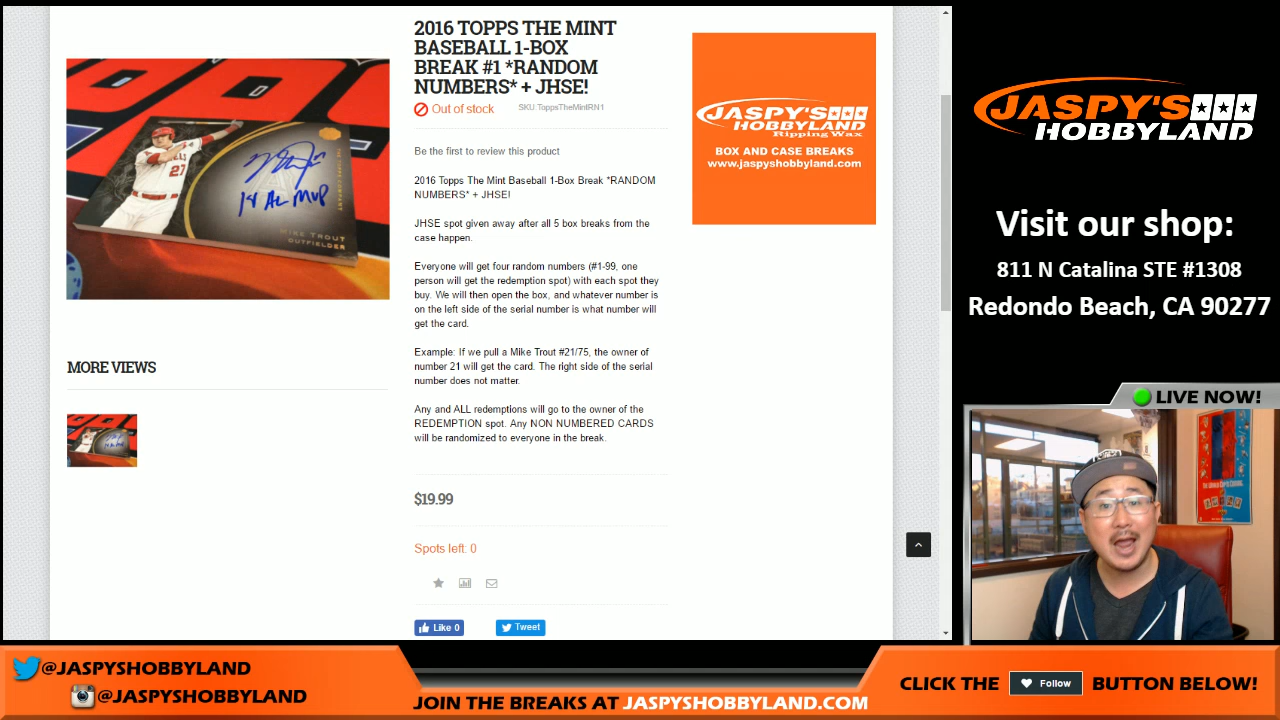 2016 TOPPS THE MINT
BASEBALL 1-BOX
BREAK #1 *RANDOM
NUMBERS* + JHSE!
Out of stock
SKU ToppsTheMintRN1
Be the first to review this product
2016 Topps The Mint Baseball 1-Box Break *RANDOM
NUMBERS* + JHSE!
JHSE spot given away after all 5 box breaks from the
case happen.
Everyone will get four random numbers (#1-99, one
person will get the redemption spot) with each spot they
buy. We will then open the box, and whatever number is
on the left side of the serial number is what number will
get the card.
Example: If we pull a Mike Trout #21/75, the owner of
number 21 will get the card. The right side of the serial
number does not matter.
Any and ALL redemptions will go to the owner of the
REDEMPTION spot. Any NON NUMBERED CARDS
will be randomized to everyone in the break.
$19.99
Spots left: 0
Like 0
Tweet
27
14 AL MVP
MIKE TROUT
OUTFIELDER
MORE VIEWS
JASPY'S
HOBBYLAND
Ripping Wax
BOX AND CASE BREAKS
www.jaspyshobbyland.com
JASPY'S
HOBBYLAND
Visit our shop:
811 N Catalina STE #1308
Redondo Beach, CA 90277
LIVE NOW!
@JASPYSHOBBYLAND
@JASPYSHOBBYLAND
JOIN THE BREAKS AT JASPYSHOBBYLAND.COM
CLICK THE Follow BUTTON BELOW!